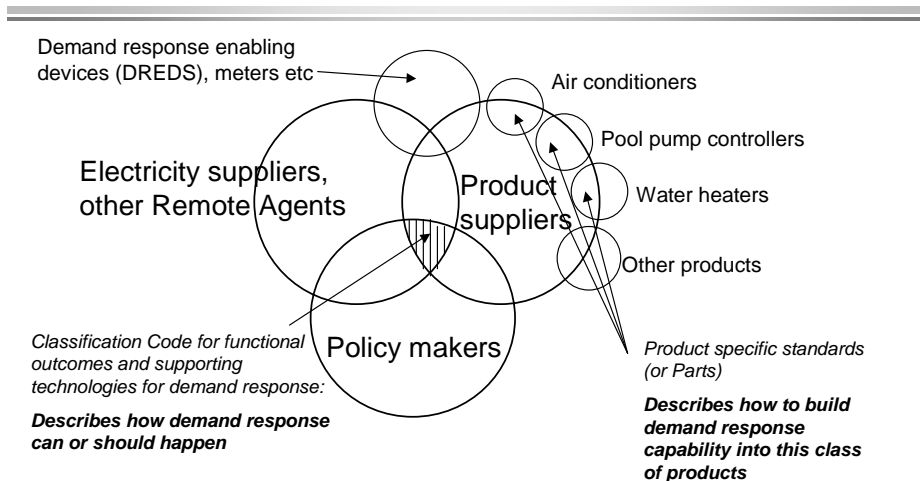 Demand response enabling
devices (DREDS), meters etc
Air conditioners
Pool pump controllers
Electricity suppliers,
other Remote Agents
Product
suppliers
Water heaters
Other products
Policy makers
Classification Code for functional
outcomes and supporting
technologies for demand response:
Describes how demand response
can or should happen
Product specific standards
(or Parts)
Describes how to build
demand response
capability into this class
of products